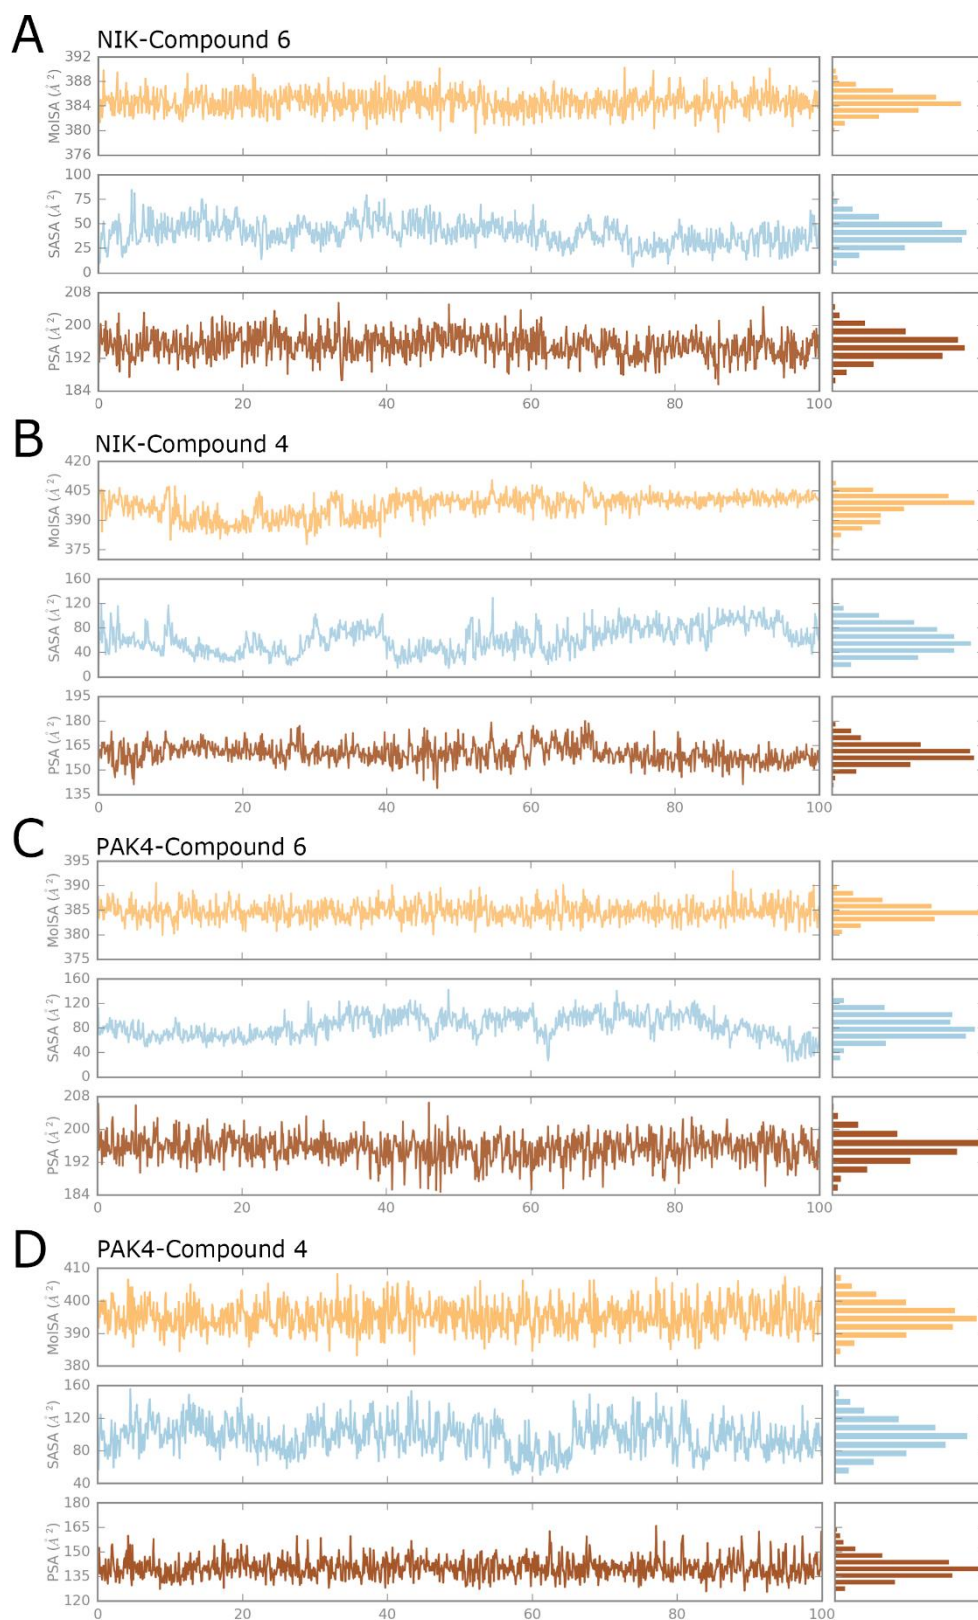 A
NIK-Compound 6
MolSA (Å²)
392
388
384
380
376
SASA (Å²)
100
75
50
25
0
PSA (Å²)
208
200
192
184
0 20 40 60 80 100
B
NIK-Compound 4
MolSA (Å²)
420
405
390
375
SASA (Å²)
160
120
80
40
0
PSA (Å²)
195
180
165
150
135
0 20 40 60 80 100
C
PAK4-Compound 6
MolSA (Å²)
395
390
385
380
375
SASA (Å²)
160
120
80
40
0
PSA (Å²)
208
200
192
184
0 20 40 60 80 100
D
PAK4-Compound 4
MolSA (Å²)
410
400
390
380
SASA (Å²)
160
120
80
40
PSA (Å²)
180
165
150
135
120
0 20 40 60 80 100